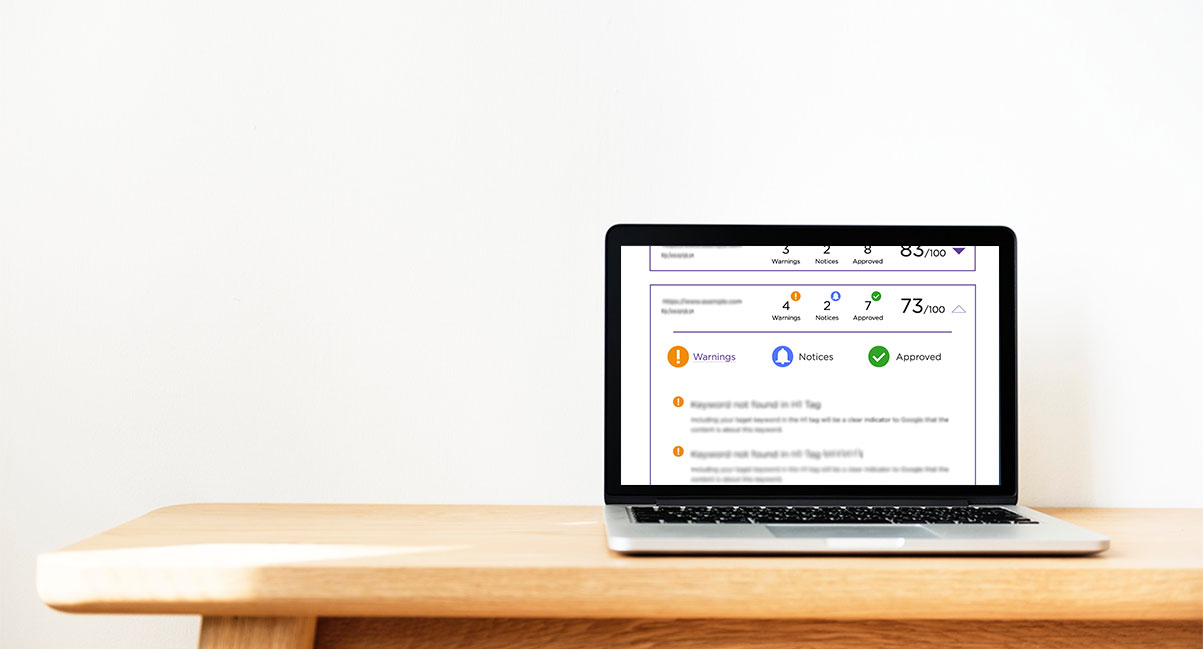 3 2 8 83/100
Warnings Notices Approved
https://www.example.com
4 2 7 73/100
Warnings Notices Approved
Warnings Notices Approved
Keyword not found in H1 Tag
Including your target keyword in the H1 tag will be a clear indicator to Google that the
content is about this keyword.
Keyword not found in H1 Tag
Including your target keyword in the H1 tag will be a clear indicator to Google that the
content is about this keyword.